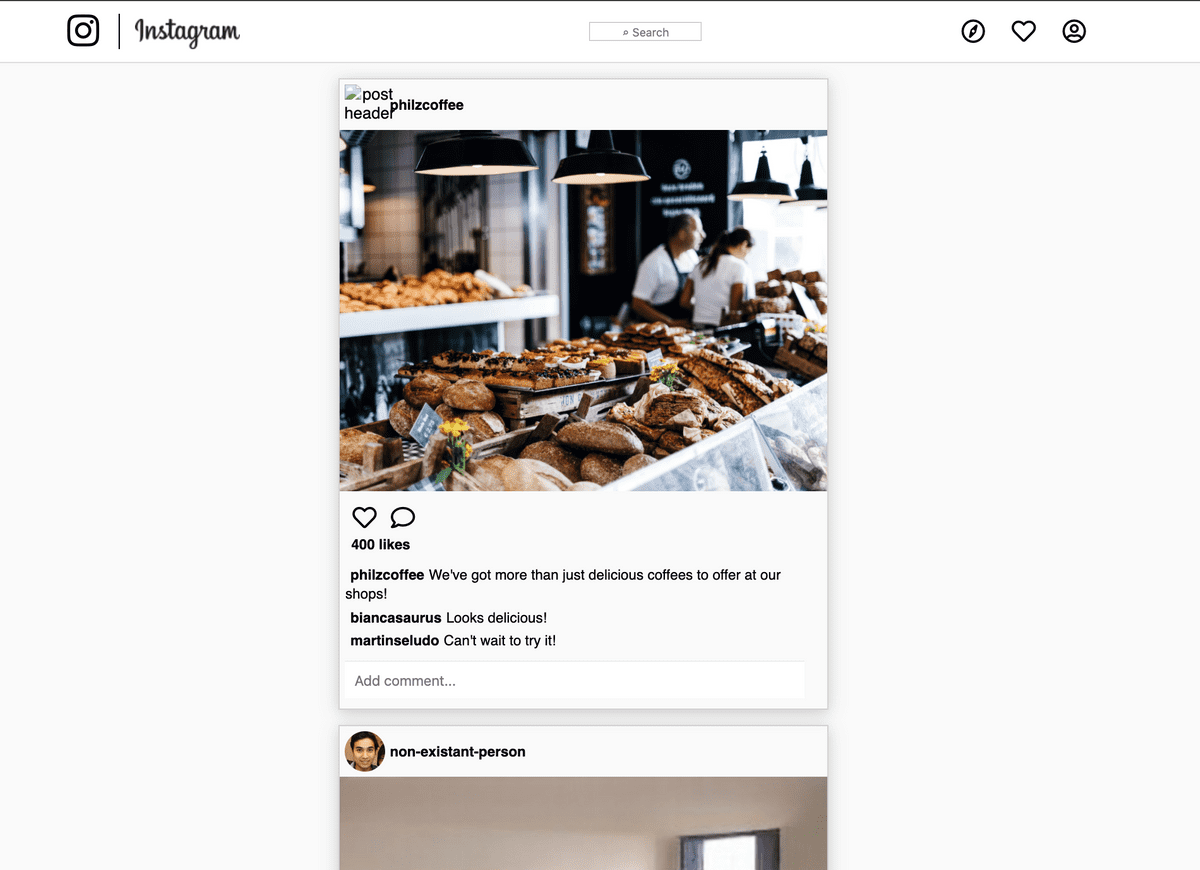 Instagram
Search
post
header
philzcoffee
400 likes
philzcoffee We've got more than just delicious coffees to offer at our
shops!
biancasaurus Looks delicious!
martinseludo Can't wait to try it!
Add comment...
non-existant-person